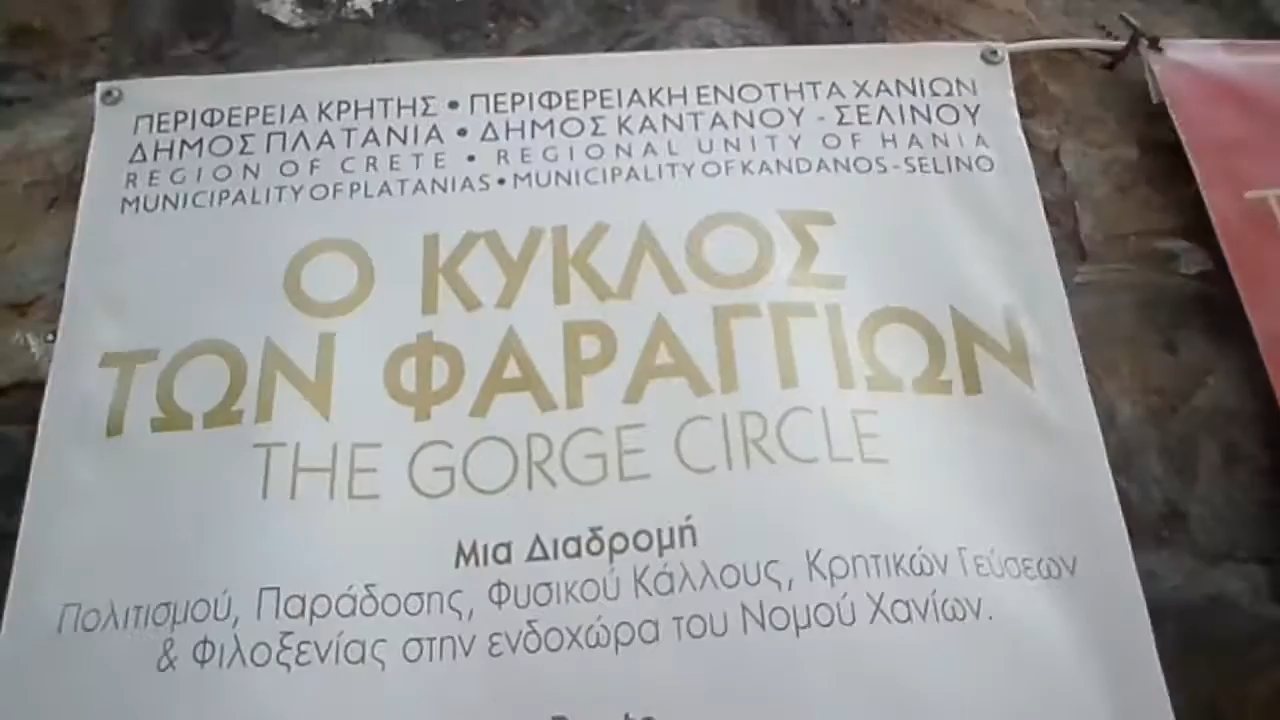 ΠΕΡΙΦΕΡΕΙΑ ΚΡΗΤΗΣ • ΠΕΡΙΦΕΡΕΙΑΚΗ ΕΝΟΤΗΤΑ ΧΑΝΙΩΝ
ΔΗΜΟΣ ΠΛΑΤΑΝΙΑ • ΔΗΜΟΣ ΚΑΝΤΑΝΟΥ - ΣΕΛΙΝΟΥ
REGION OF CRETE • REGIONAL UNITY OF HANIA
MUNICIPALITY OF PLATANIAS • MUNICIPALITY OF KANDANOS - SELINO
Ο ΚΥΚΛΟΣ
ΤΩΝ ΦΑΡΑΓΓΙΩΝ
THE GORGE CIRCLE
Μια Διαδρομή
Πολιτισμού, Παράδοσης, Φυσικού Κάλλους, Κρητικών Γεύσεων
& Φιλοξενίας στην ενδοχώρα του Νομού Χανίων.